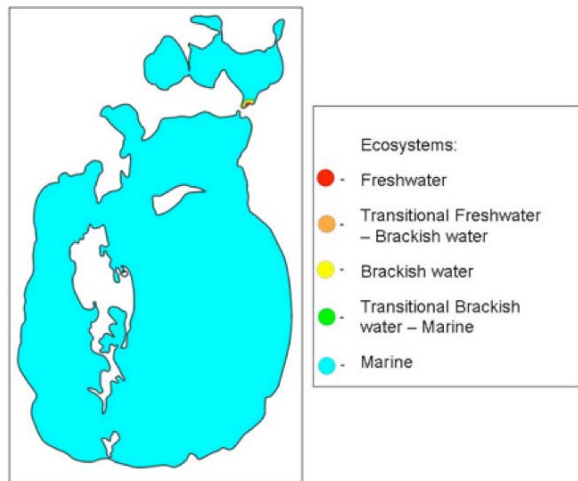 Ecosystems:
- Freshwater
- Transitional Freshwater
– Brackish water
- Brackish water
- Transitional Brackish
water – Marine
- Marine